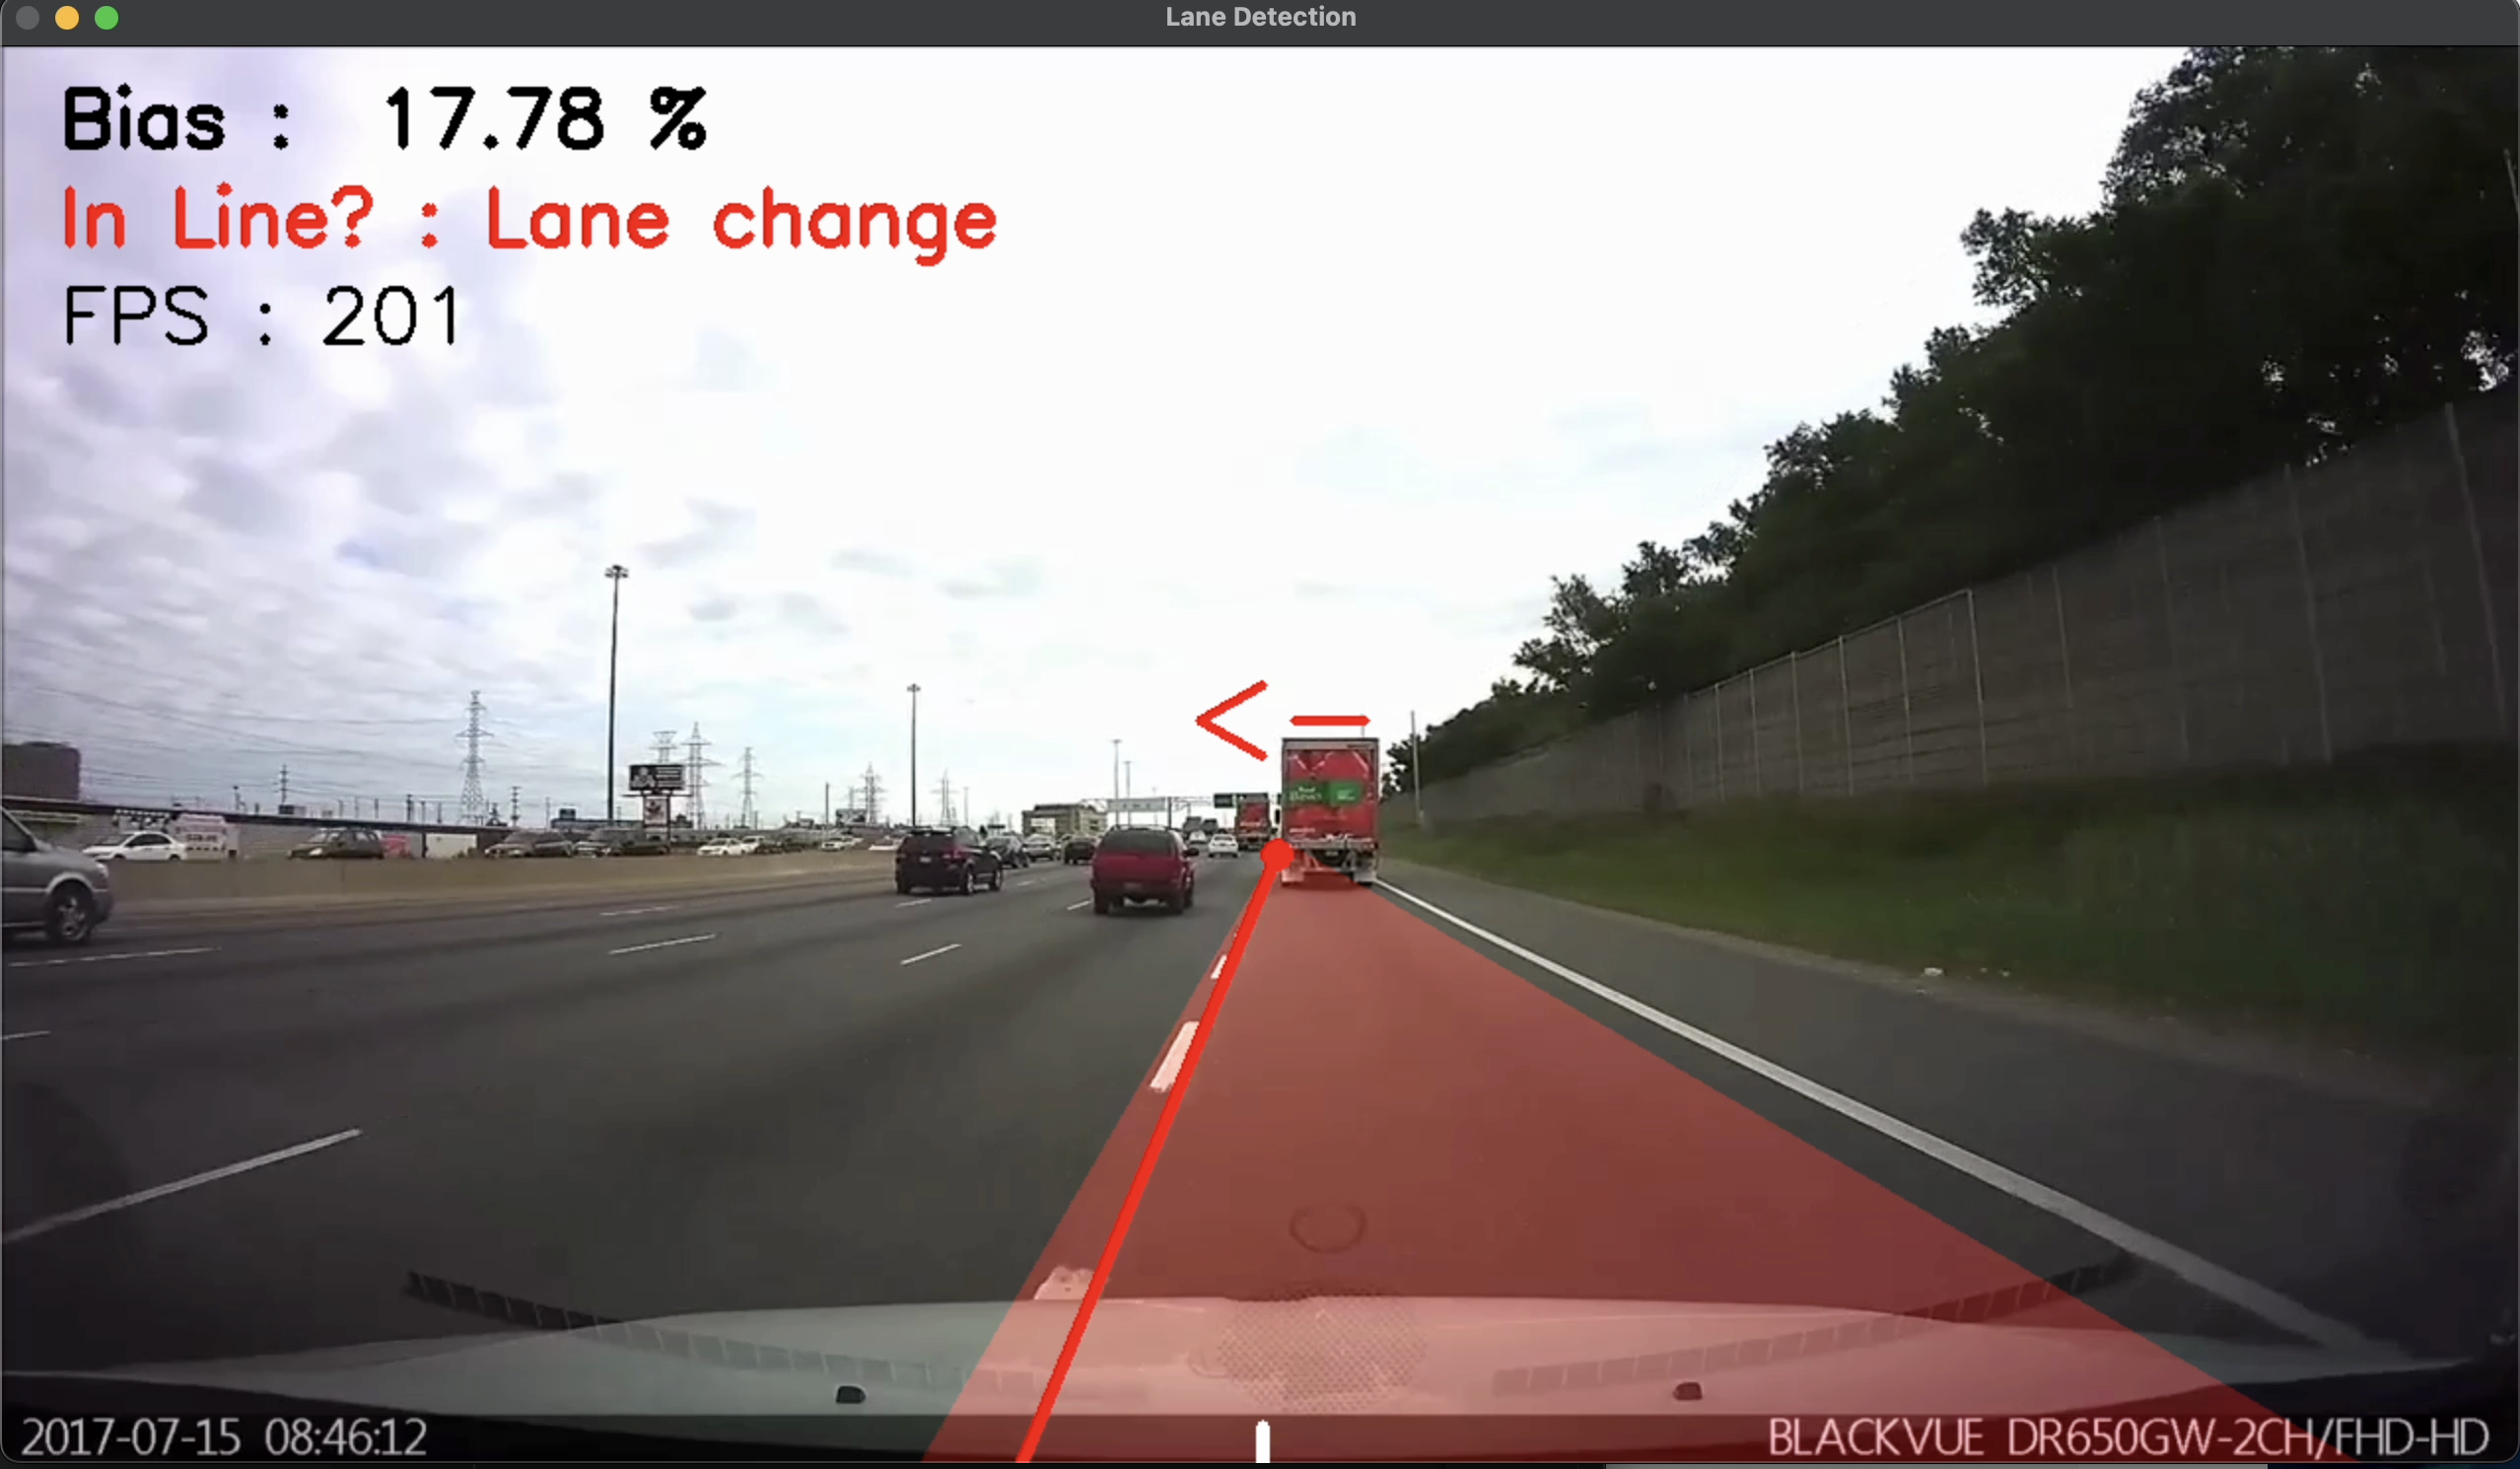 Lane Detection
Bias : 17.78 %
In Line? : Lane change
FPS : 201
2017-07-15 08:46:12
BLACKVUE DR650GW-2CH/FHD-HD